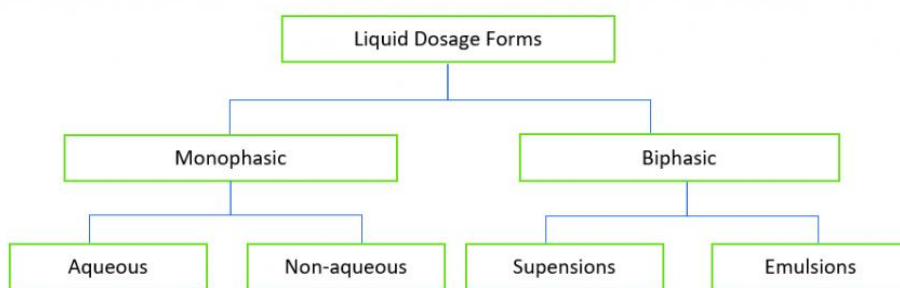 Liquid Dosage Forms
Monophasic
Biphasic
Aqueous
Non-aqueous
Supensions
Emulsions